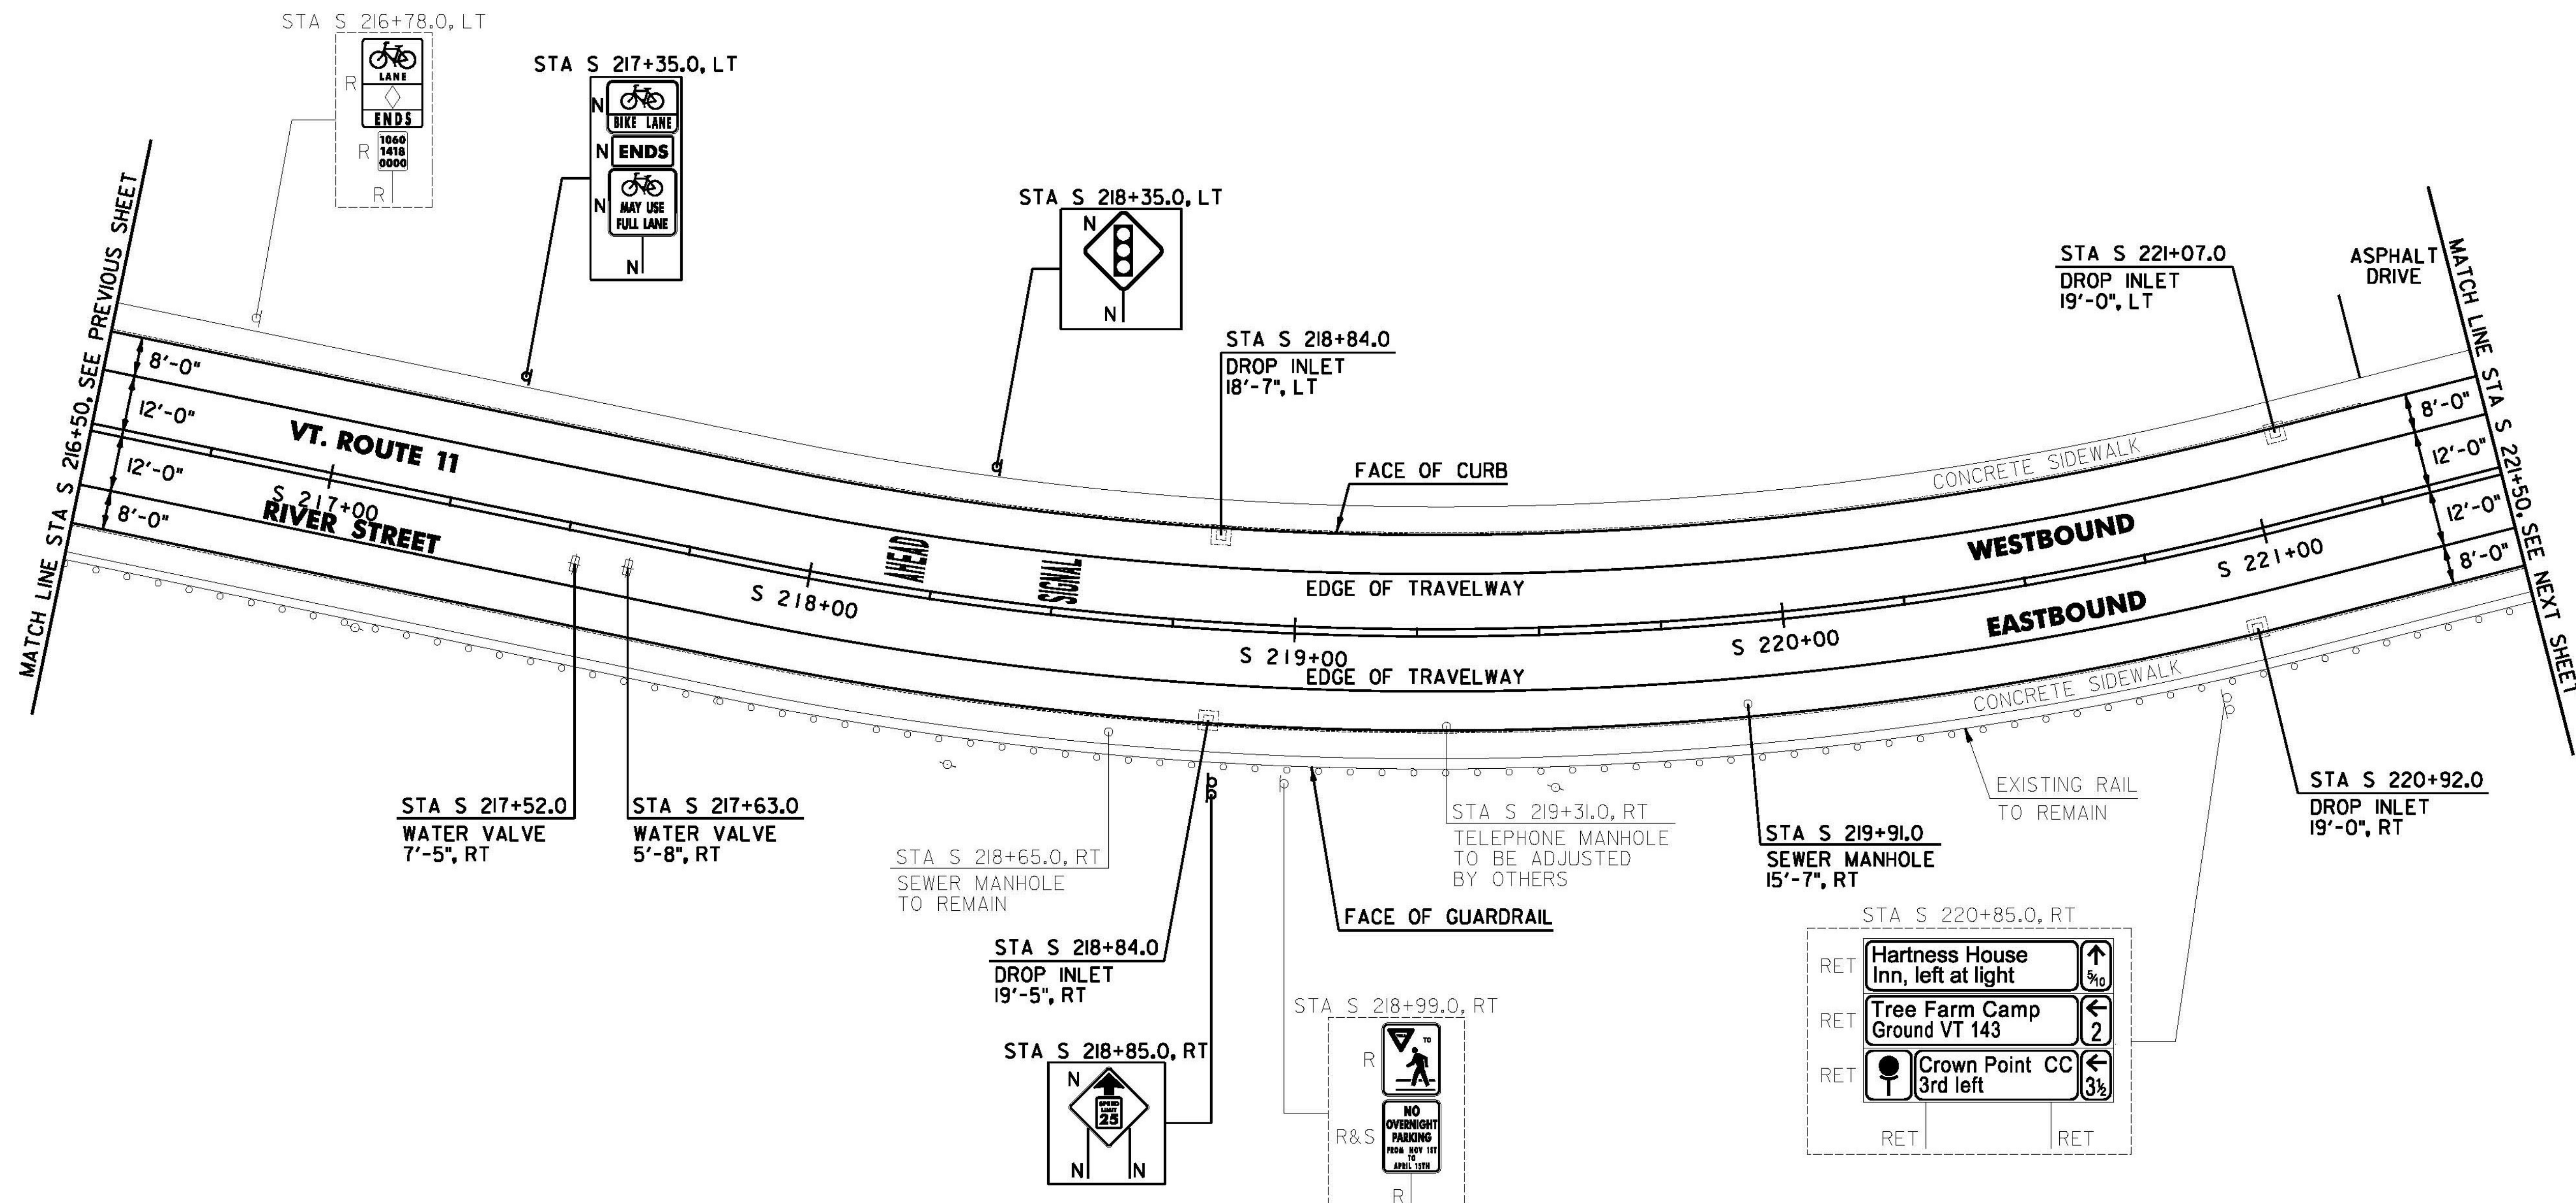 STA S 216+78.0, LT
R
LANE
ENDS
R
1060
1418
0000
R
STA S 217+35.0, LT
N
BIKE LANE
N
ENDS
N
MAY USE
FULL LANE
N
STA S 218+35.0, LT
N
N
STA S 218+84.0
DROP INLET
18'-7", LT
STA S 221+07.0
DROP INLET
19'-0", LT
ASPHALT
DRIVE
MATCH LINE STA S 216+50, SEE PREVIOUS SHEET
MATCH LINE STA S 221+50, SEE NEXT SHEET
8'-0"
12'-0"
12'-0"
8'-0"
VT. ROUTE 11
S 217+00
RIVER STREET
S 218+00
AHEAD
SIGNAL
FACE OF CURB
EDGE OF TRAVELWAY
S 219+00
EDGE OF TRAVELWAY
S 220+00
CONCRETE SIDEWALK
WESTBOUND
EASTBOUND
S 221+00
CONCRETE SIDEWALK
8'-0"
12'-0"
12'-0"
8'-0"
STA S 217+52.0
WATER VALVE
7'-5", RT
STA S 217+63.0
WATER VALVE
5'-8", RT
STA S 218+65.0, RT
SEWER MANHOLE
TO REMAIN
STA S 218+84.0
DROP INLET
19'-5", RT
STA S 218+85.0, RT
N
SPEED
LIMIT
25
N
N
FACE OF GUARDRAIL
STA S 218+99.0, RT
R
TO
R&S
NO
OVERNIGHT
PARKING
FROM NOV 1ST
TO
APRIL 15TH
R
STA S 219+31.0, RT
TELEPHONE MANHOLE
TO BE ADJUSTED
BY OTHERS
STA S 219+91.0
SEWER MANHOLE
15'-7", RT
EXISTING RAIL
TO REMAIN
STA S 220+92.0
DROP INLET
19'-0", RT
STA S 220+85.0, RT
RET
Hartness House
Inn, left at light
5/10
RET
Tree Farm Camp
Ground VT 143
2
RET
Crown Point CC
3rd left
3½
RET
RET